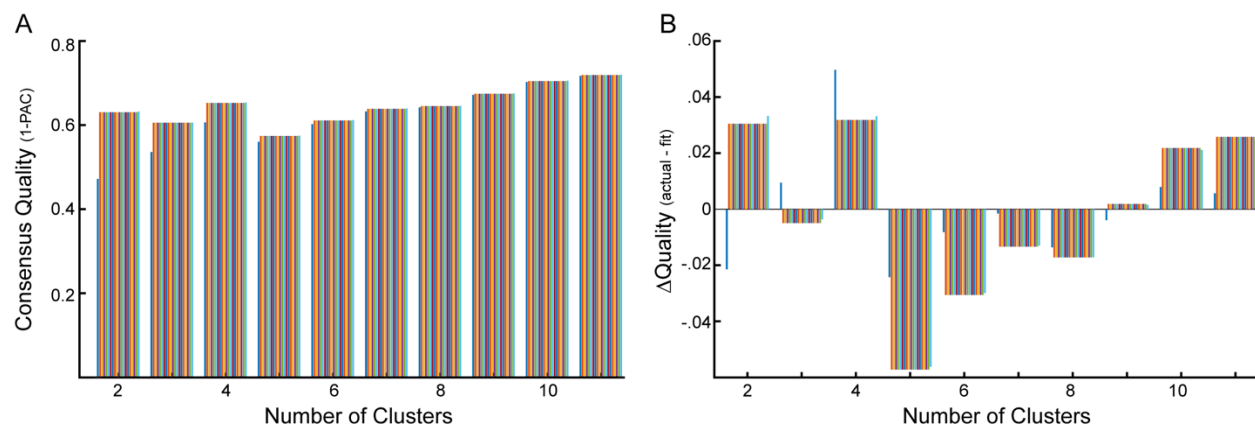 A
0.8
0.6
0.4
0.2
Consensus Quality (1-PAC)
2 4 6 8 10
Number of Clusters
B
.06
.04
.02
0
-.02
-.04
ΔQuality (actual - fit)
2 4 6 8 10
Number of Clusters